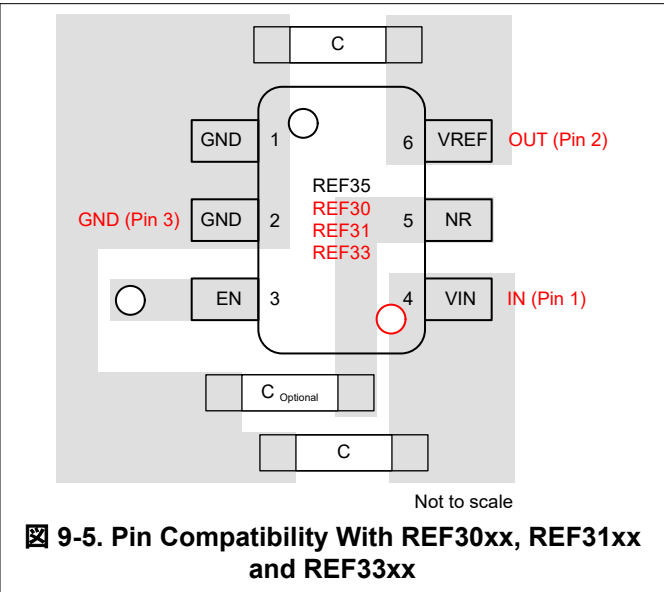 C
GND 1 6 VREF OUT (Pin 2)
REF35
GND (Pin 3) GND 2 REF30 5 NR
REF31
REF33
EN 3 4 VIN IN (Pin 1)
C Optional
C
Not to scale
図 9-5. Pin Compatibility With REF30xx, REF31xx
and REF33xx